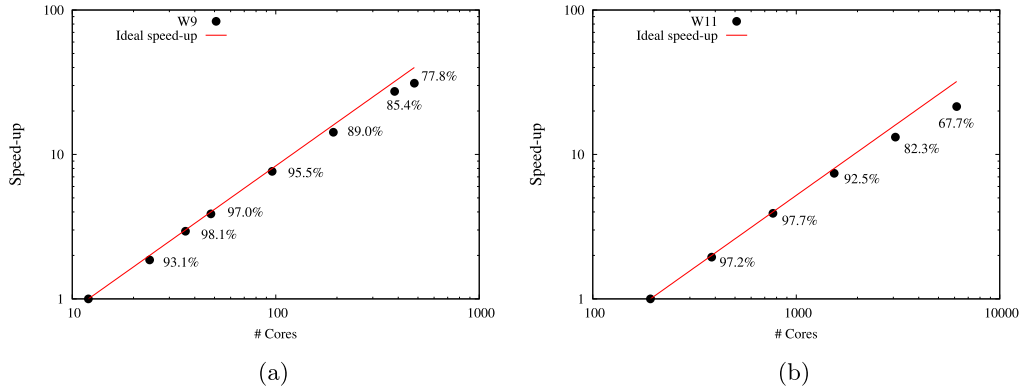 100
10
1
Speed-up
W9
Ideal speed-up
77.8%
85.4%
89.0%
95.5%
97.0%
98.1%
93.1%
10
100
1000
# Cores
(a)
100
10
1
Speed-up
W11
Ideal speed-up
67.7%
82.3%
92.5%
97.7%
97.2%
100
1000
10000
# Cores
(b)